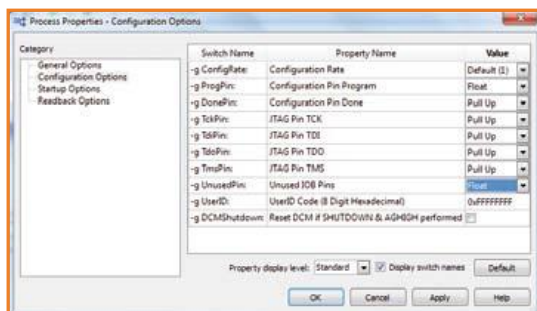 Process Properties - Configuration Options
Category
General Options
Configuration Options
Startup Options
Readback Options
Switch Name Property Name Value
-g ConfigRate: Configuration Rate Default (1)
-g ProgPin: Configuration Pin Program Float
-g DonePin: Configuration Pin Done Pull Up
-g TckPin: JTAG Pin TCK Pull Up
-g TdiPin: JTAG Pin TDI Pull Up
-g TdoPin: JTAG Pin TDO Pull Up
-g TmsPin: JTAG Pin TMS Pull Up
-g UnusedPin: Unused IOB Pins Float
-g UserID: UserID Code (8 Digit Hexadecimal) 0xFFFFFFFF
-g DCMShutdown: Reset DCM if SHUTDOWN & AGHIGH performed
Property display level: Standard Display switch names Default
OK Cancel Apply Help